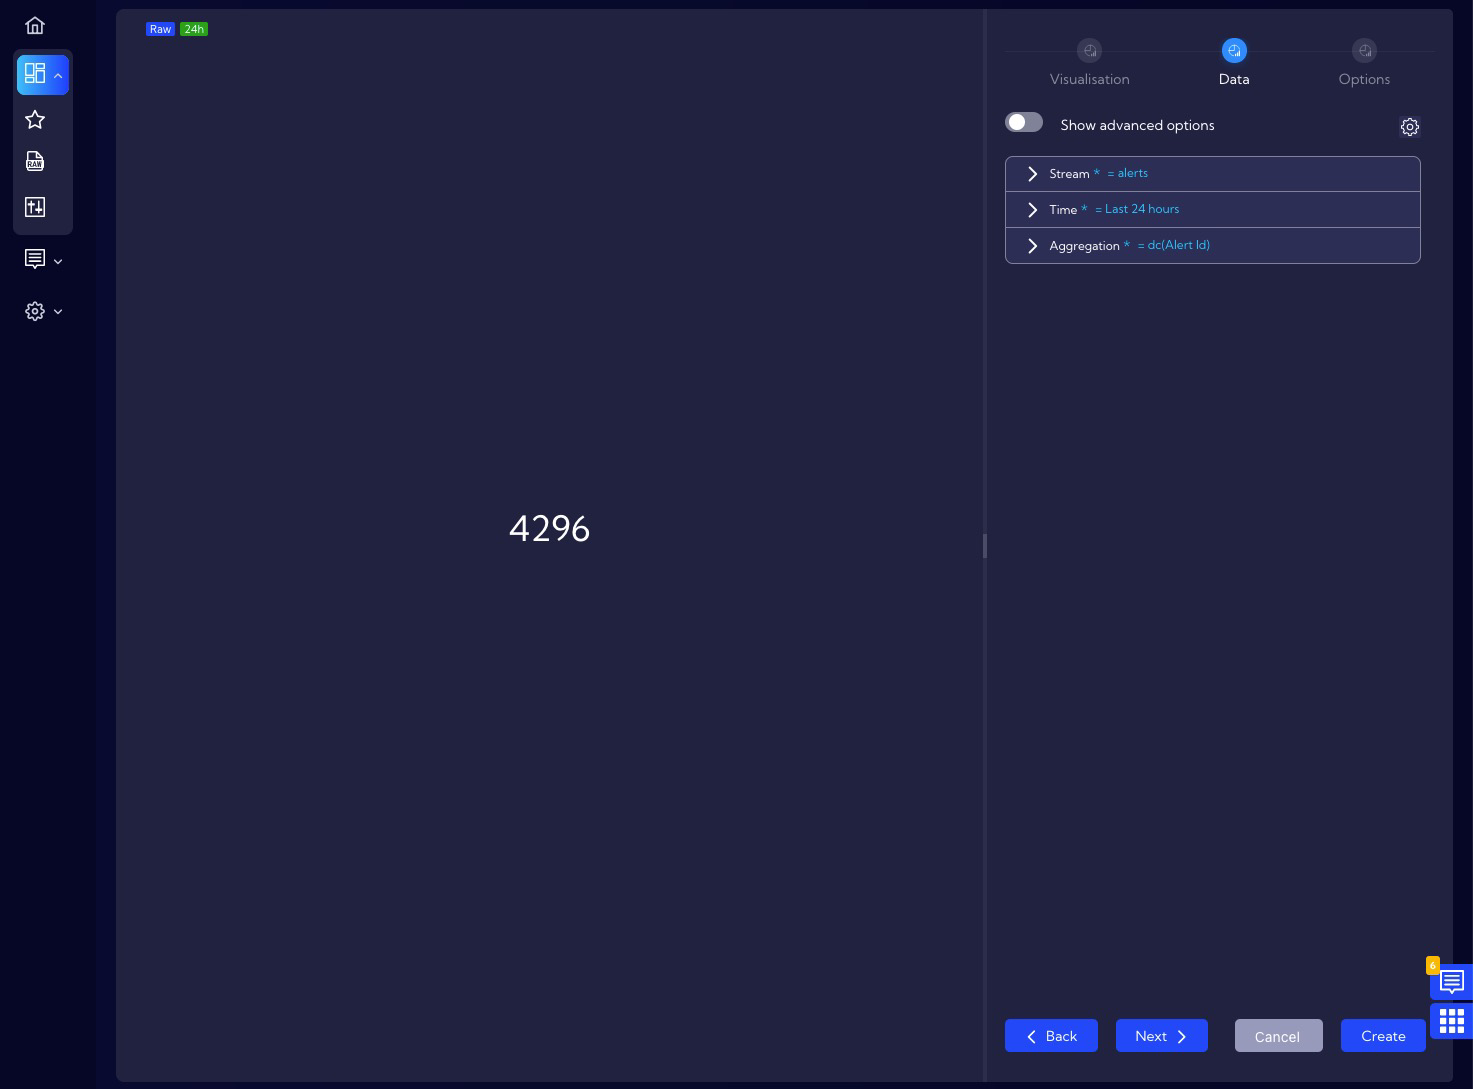 Raw 24h
4296
Visualisation Data Options
Show advanced options
Stream * = alerts
Time * = Last 24 hours
Aggregation * = dc(Alert Id)
RAW
6
Back Next Cancel Create